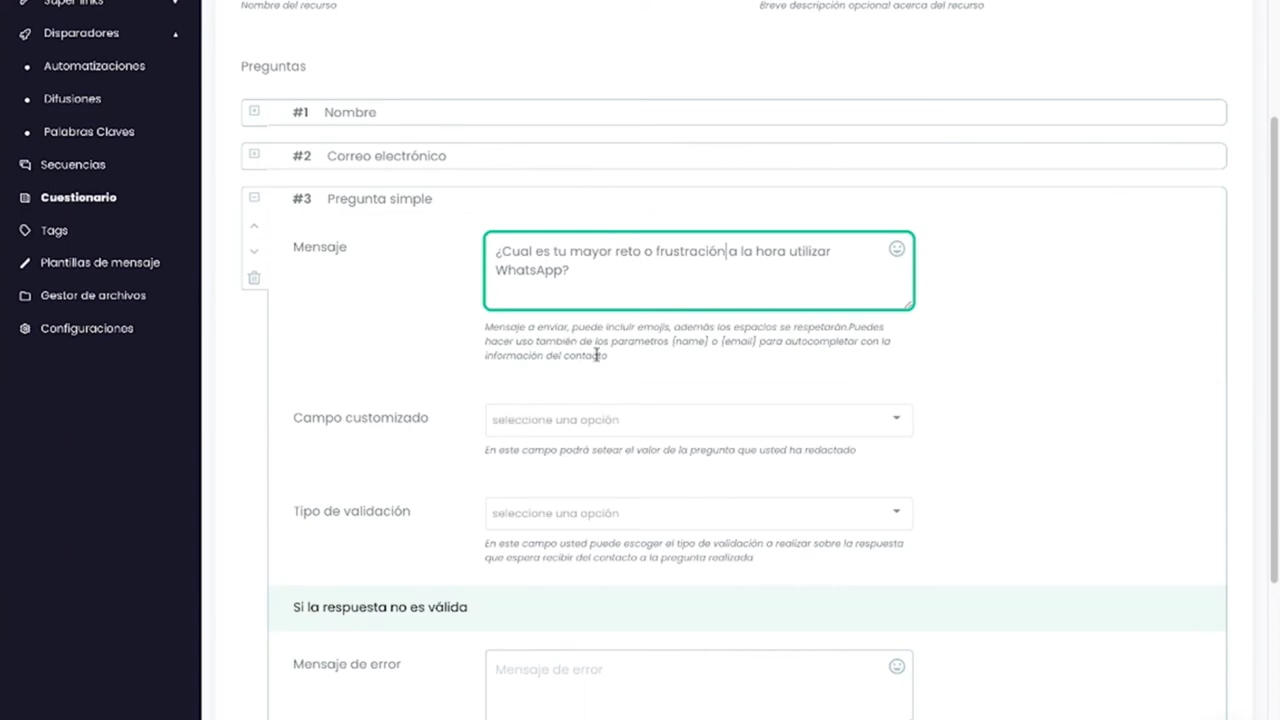 Super links
Disparadores
Automatizaciones
Difusiones
Palabras Claves
Secuencias
Cuestionario
Tags
Plantillas de mensaje
Gestor de archivos
Configuraciones
Nombre del recurso
Breve descripción opcional acerca del recurso
Preguntas
#1 Nombre
#2 Correo electrónico
#3 Pregunta simple
Mensaje
¿Cual es tu mayor reto o frustración a la hora utilizar
WhatsApp?
Mensaje a enviar, puede incluir emojis, además los espacios se respetarán.Puedes
hacer uso también de los parametros {name} o {email} para autocompletar con la
información del contacto
Campo customizado
seleccione una opción
En este campo podrá setear el valor de la pregunta que usted ha redactado
Tipo de validación
seleccione una opción
En este campo usted puede escoger el tipo de validación a realizar sobre la respuesta
que espera recibir del contacto a la pregunta realizada
Si la respuesta no es válida
Mensaje de error
Mensaje de error